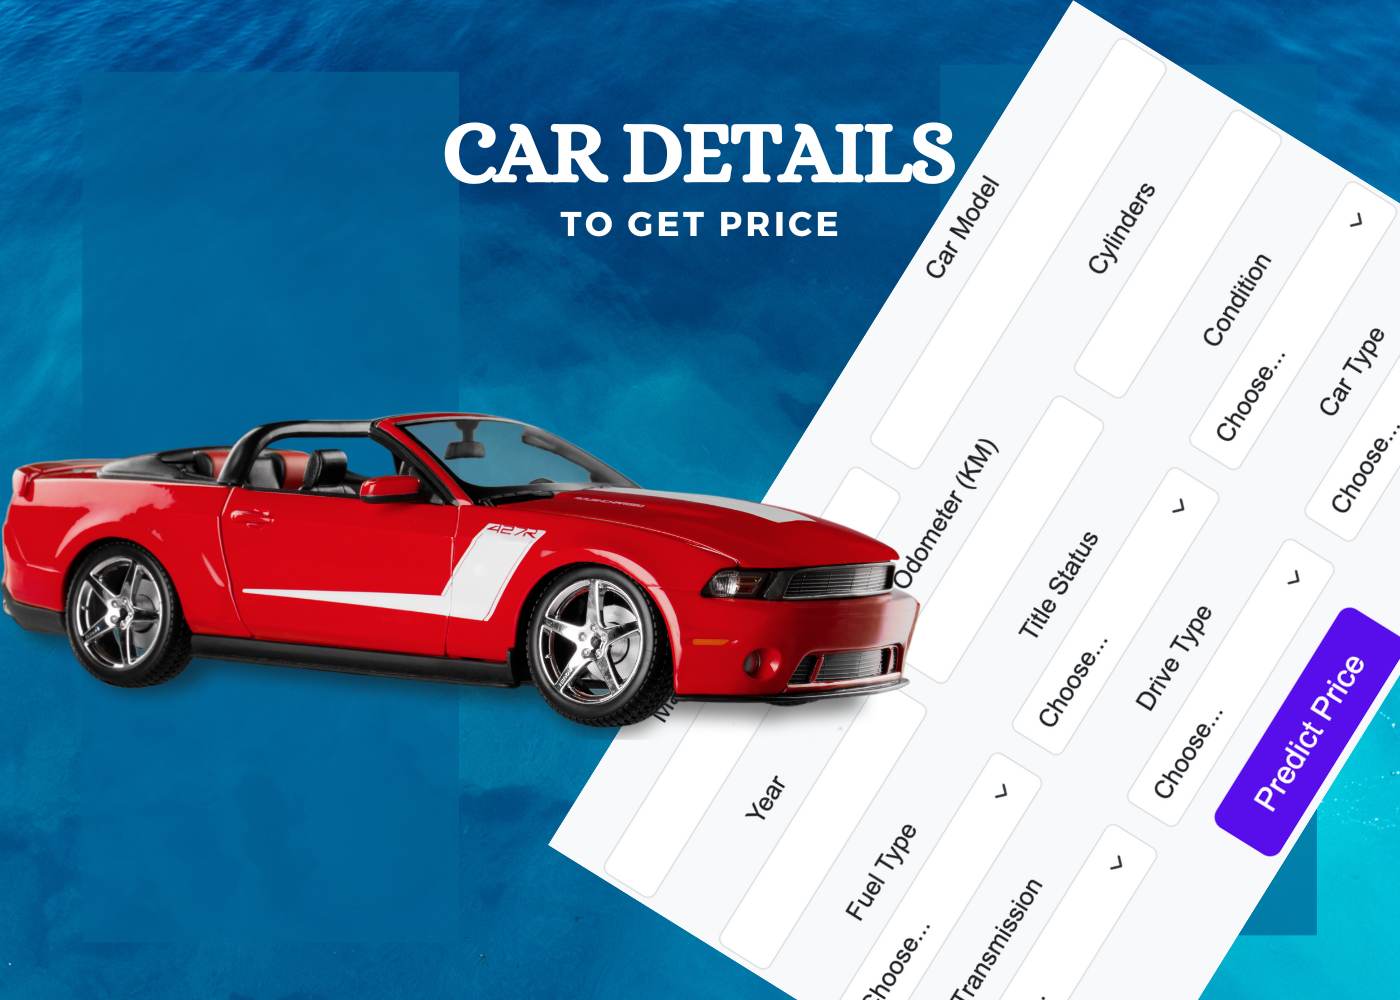 CAR DETAILS
TO GET PRICE
427R
Car Model
Year
Odometer (KM)
Cylinders
Fuel Type
Choose...
Title Status
Choose...
Condition
Choose...
Transmission
Drive Type
Choose...
Car Type
Choose...
Predict Price